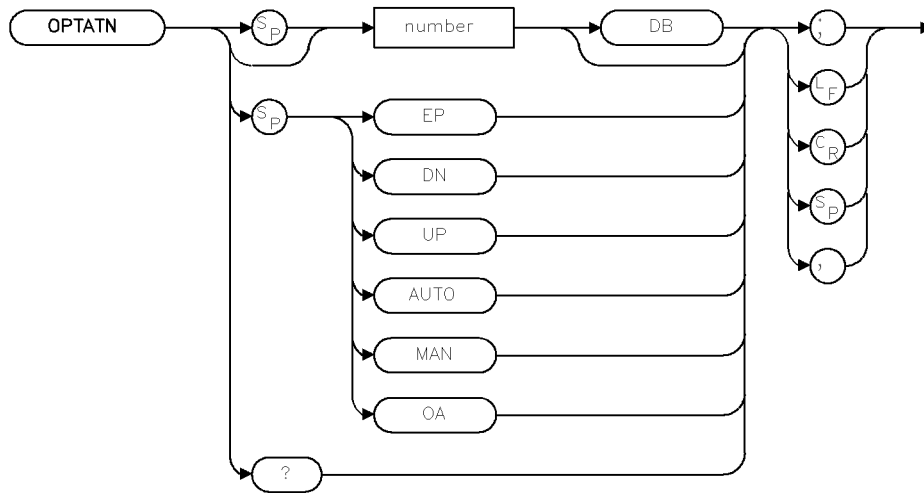 OPTATN
SP
number
DB
;
LF
SP
EP
CR
DN
SP
UP
,
AUTO
MAN
OA
?